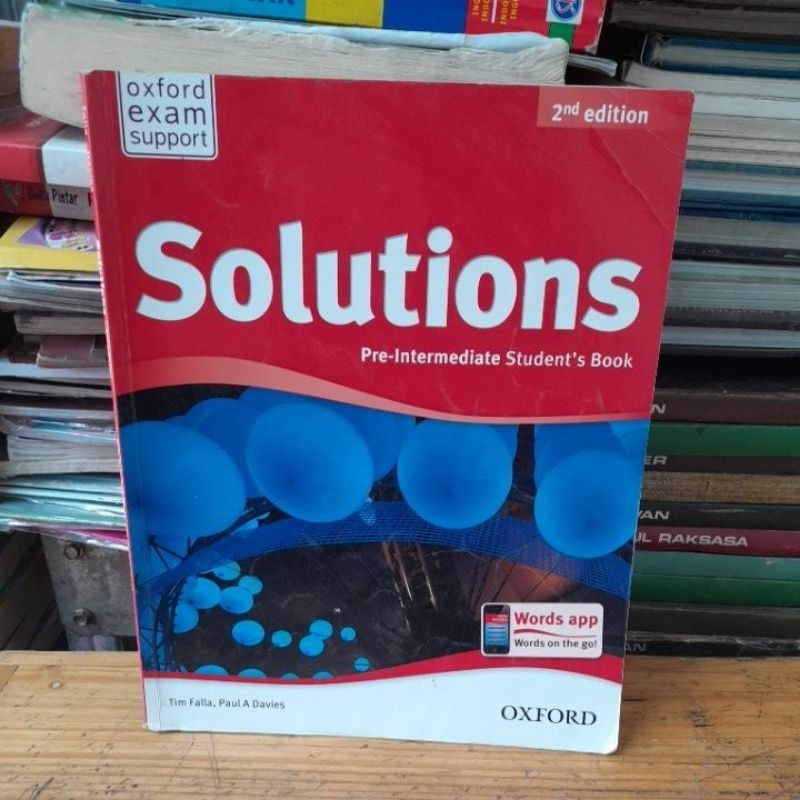 oxford
exam
support
2nd edition
Solutions
Pre-Intermediate Student's Book
Words app
Words on the go!
Tim Falla, Paul A Davies
OXFORD
Pintar
UL RAKSASA